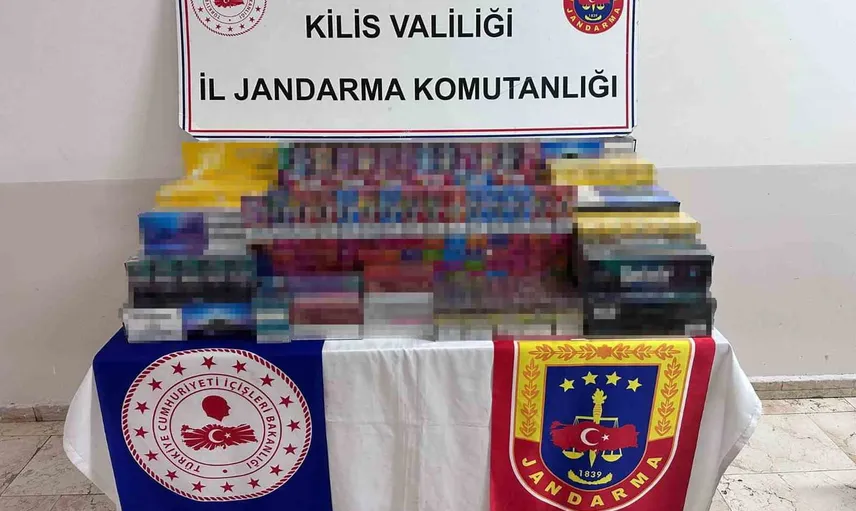 KİLİS VALİLİĞİ
İL JANDARMA KOMUTANLIĞI
TÜRKİYE CUMHURİYETİ İÇİŞLERİ BAKANLIĞI
1839
JANDARMA